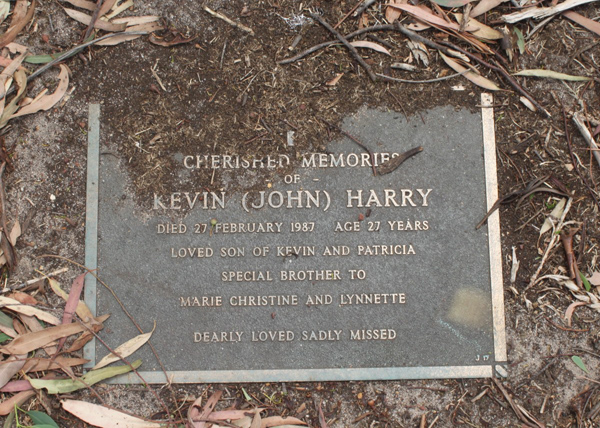 CHERISHED MEMORIES
- OF -
KEVIN (JOHN) HARRY
DIED 27 FEBRUARY 1987 AGE 27 YEARS
LOVED SON OF KEVIN AND PATRICIA
SPECIAL BROTHER TO
MARIE CHRISTINE AND LYNNETTE
DEARLY LOVED SADLY MISSED
J 17